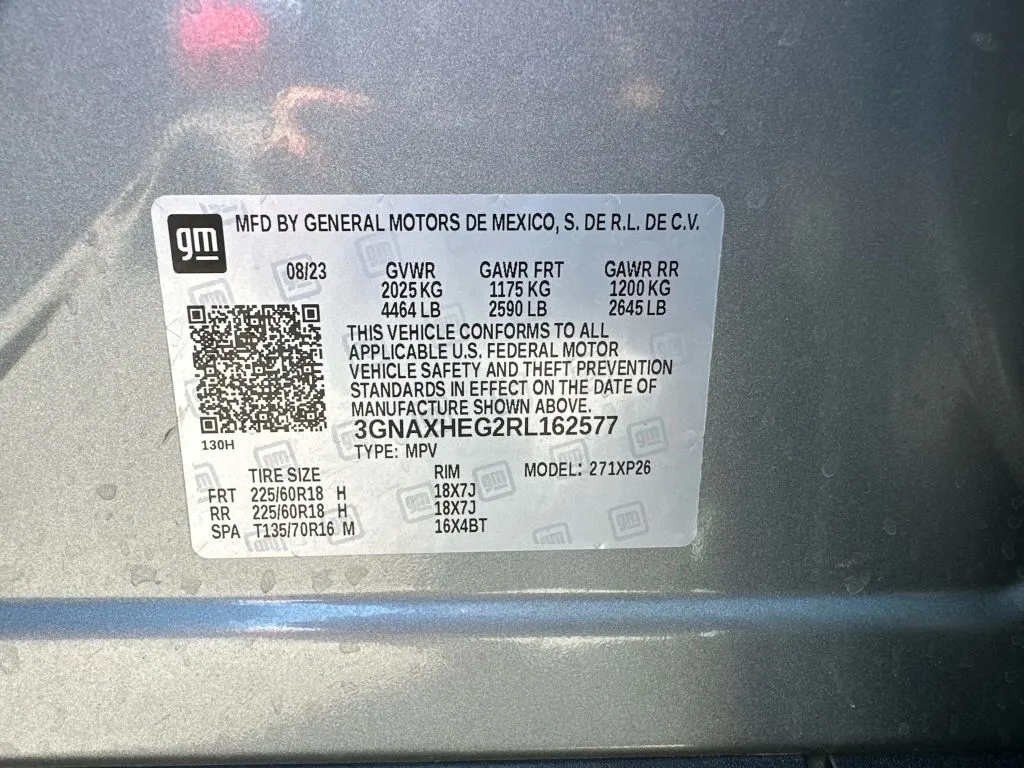 gm MFD BY GENERAL MOTORS DE MEXICO, S. DE R.L. DE C.V.
08/23 GVWR GAWR FRT GAWR RR
2025 KG 1175 KG 1200 KG
4464 LB 2590 LB 2645 LB
THIS VEHICLE CONFORMS TO ALL
APPLICABLE U.S. FEDERAL MOTOR
VEHICLE SAFETY AND THEFT PREVENTION
STANDARDS IN EFFECT ON THE DATE OF
MANUFACTURE SHOWN ABOVE.
3GNAXHEG2RL162577
130H
TYPE: MPV
TIRE SIZE RIM MODEL: 271XP26
FRT 225/60R18 H 18X7J
RR 225/60R18 H 18X7J
SPA T135/70R16 M 16X4BT